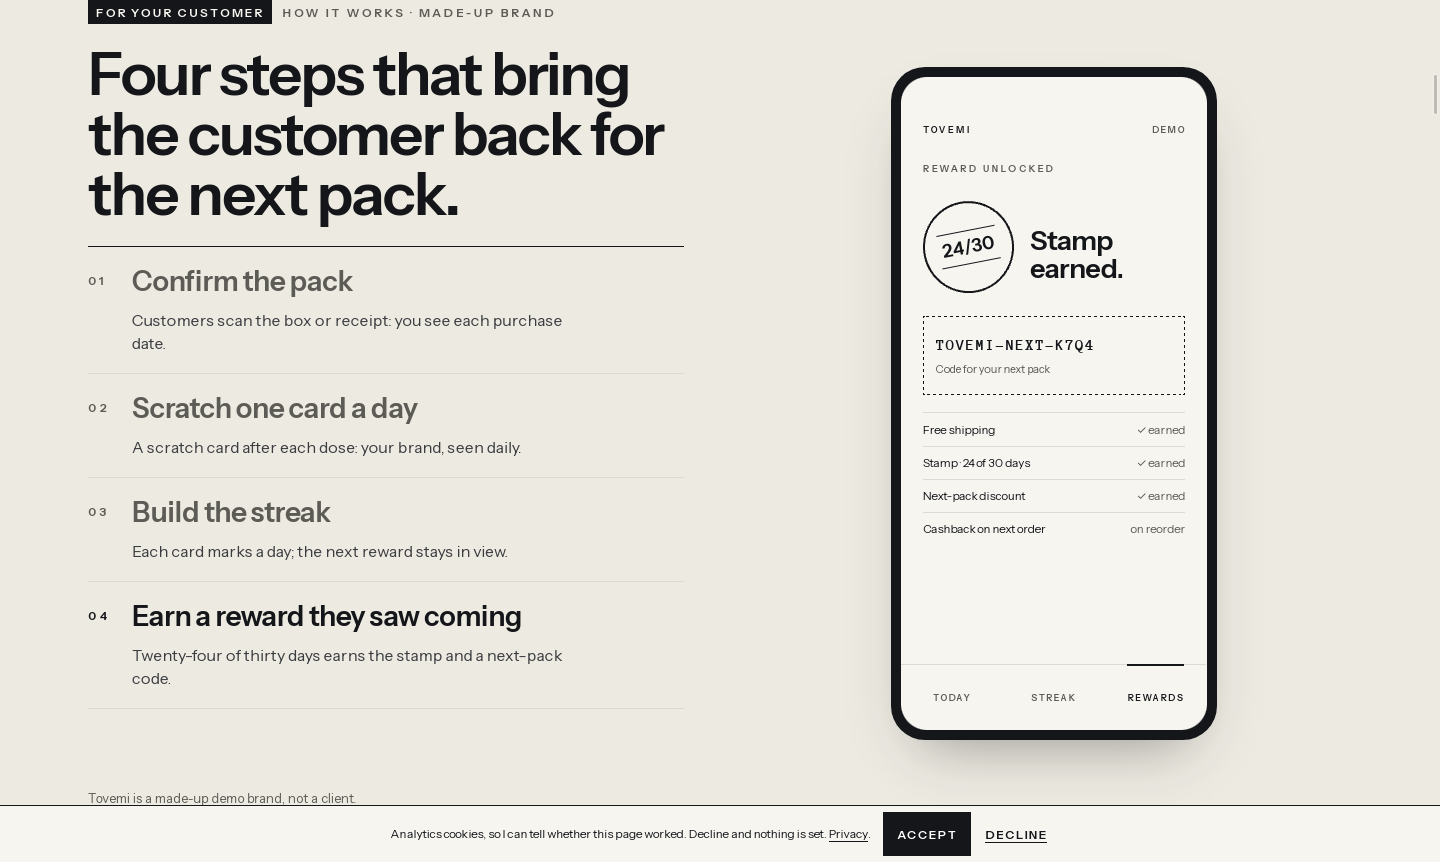 FOR YOUR CUSTOMER HOW IT WORKS · MADE-UP BRAND
Four steps that bring
the customer back for
the next pack.
01 Confirm the pack
Customers scan the box or receipt: you see each purchase
date.
02 Scratch one card a day
A scratch card after each dose: your brand, seen daily.
03 Build the streak
Each card marks a day; the next reward stays in view.
04 Earn a reward they saw coming
Twenty-four of thirty days earns the stamp and a next-pack
code.
Tovemi is a made-up demo brand, not a client.
TOVEMI DEMO
REWARD UNLOCKED
24/30
Stamp
earned.
TOVEMI-NEXT-K7Q4
Code for your next pack
Free shipping ✓ earned
Stamp · 24 of 30 days ✓ earned
Next-pack discount ✓ earned
Cashback on next order on reorder
TODAY STREAK REWARDS
Analytics cookies, so I can tell whether this page worked. Decline and nothing is set. Privacy. ACCEPT DECLINE